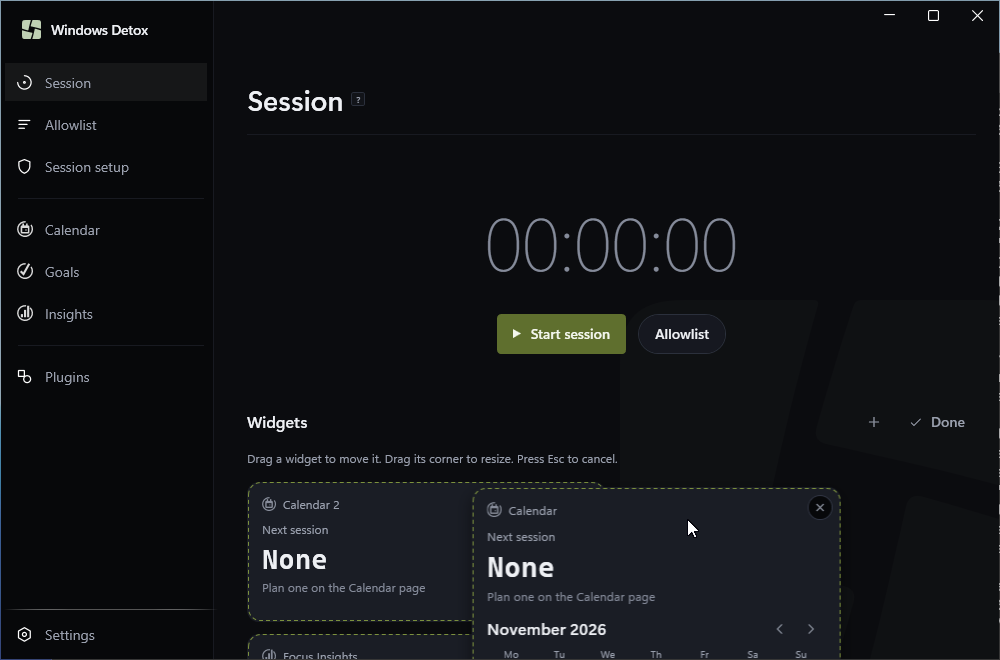 Windows Detox
Session
Allowlist
Session setup
Calendar
Goals
Insights
Plugins
Settings
Session ?
00:00:00
Start session
Allowlist
Widgets
Done
Drag a widget to move it. Drag its corner to resize. Press Esc to cancel.
Calendar 2
Next session
None
Plan one on the Calendar page
Focus Insights
Calendar
Next session
None
Plan one on the Calendar page
November 2026
Mo Tu We Th Fr Sa Su